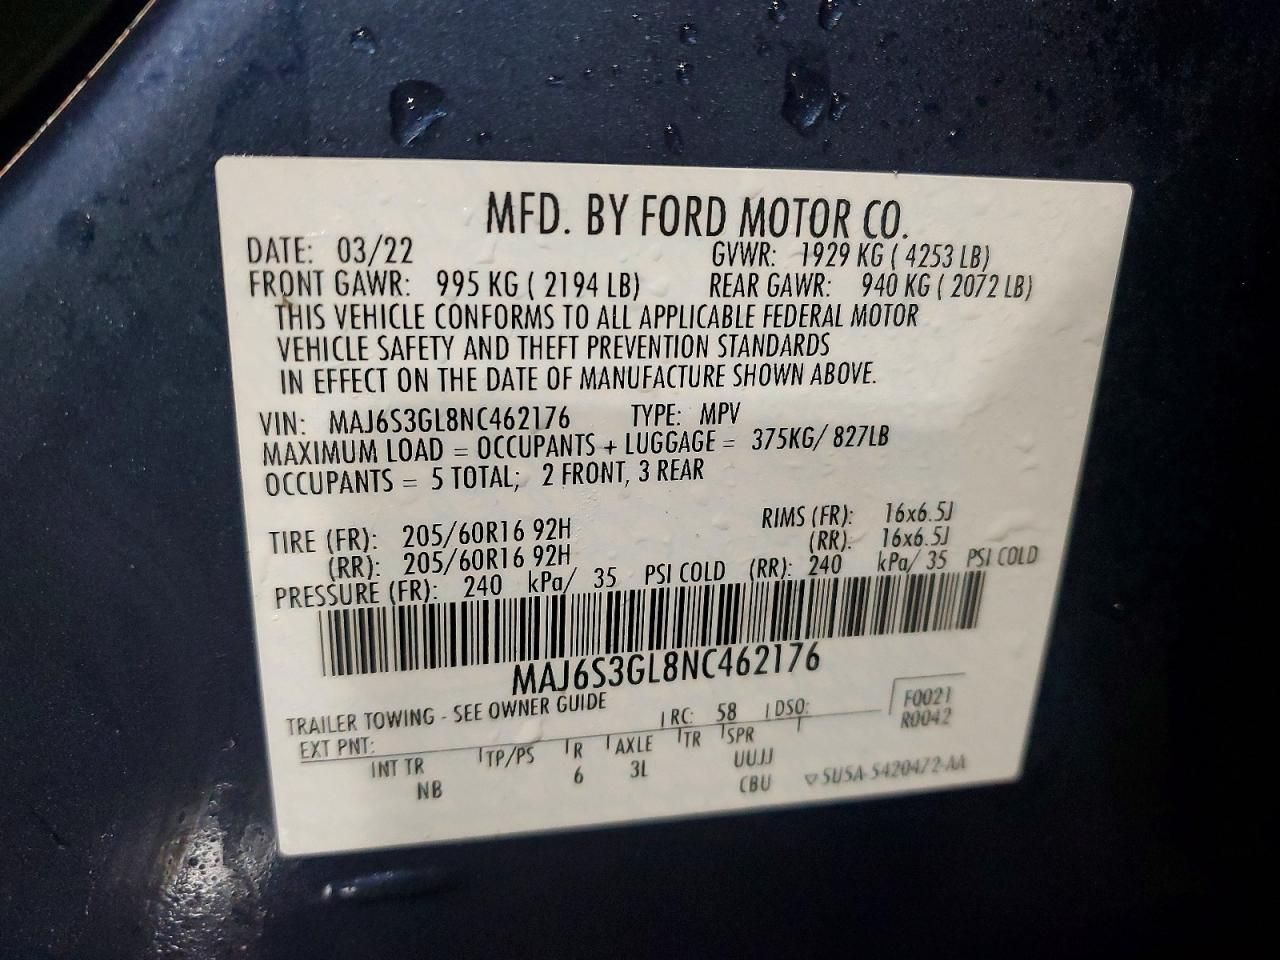 MFD. BY FORD MOTOR CO.
DATE: 03/22 GVWR: 1929 KG ( 4253 LB)
FRONT GAWR: 995 KG ( 2194 LB) REAR GAWR: 940 KG ( 2072 LB)
THIS VEHICLE CONFORMS TO ALL APPLICABLE FEDERAL MOTOR
VEHICLE SAFETY AND THEFT PREVENTION STANDARDS
IN EFFECT ON THE DATE OF MANUFACTURE SHOWN ABOVE.
VIN: MAJ6S3GL8NC462176 TYPE: MPV
MAXIMUM LOAD = OCCUPANTS + LUGGAGE = 375KG/ 827LB
OCCUPANTS = 5 TOTAL; 2 FRONT, 3 REAR
TIRE (FR): 205/60R16 92H RIMS (FR): 16x6.5J
(RR): 205/60R16 92H (RR): 16x6.5J
PRESSURE (FR): 240 kPa/ 35 PSI COLD (RR): 240 kPa/ 35 PSI COLD
MAJ6S3GL8NC462176
TRAILER TOWING - SEE OWNER GUIDE
EXT PNT: RC: 58 DSO: F0021
R0042
INT TR TP/PS R AXLE TR SPR
NB 6 3L UUJJ
CBU 5U5A-5420472-AA